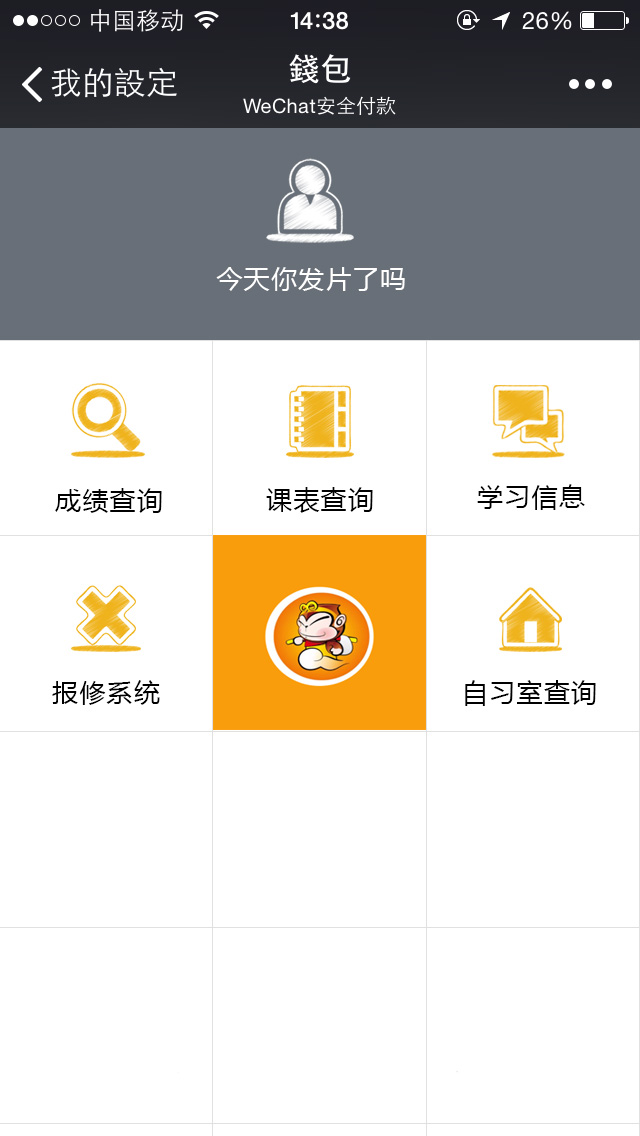 中国移动 14:38 26%
我的設定 錢包
WeChat安全付款
今天你发片了吗
成绩查询 课表查询 学习信息
报修系统 自习室查询